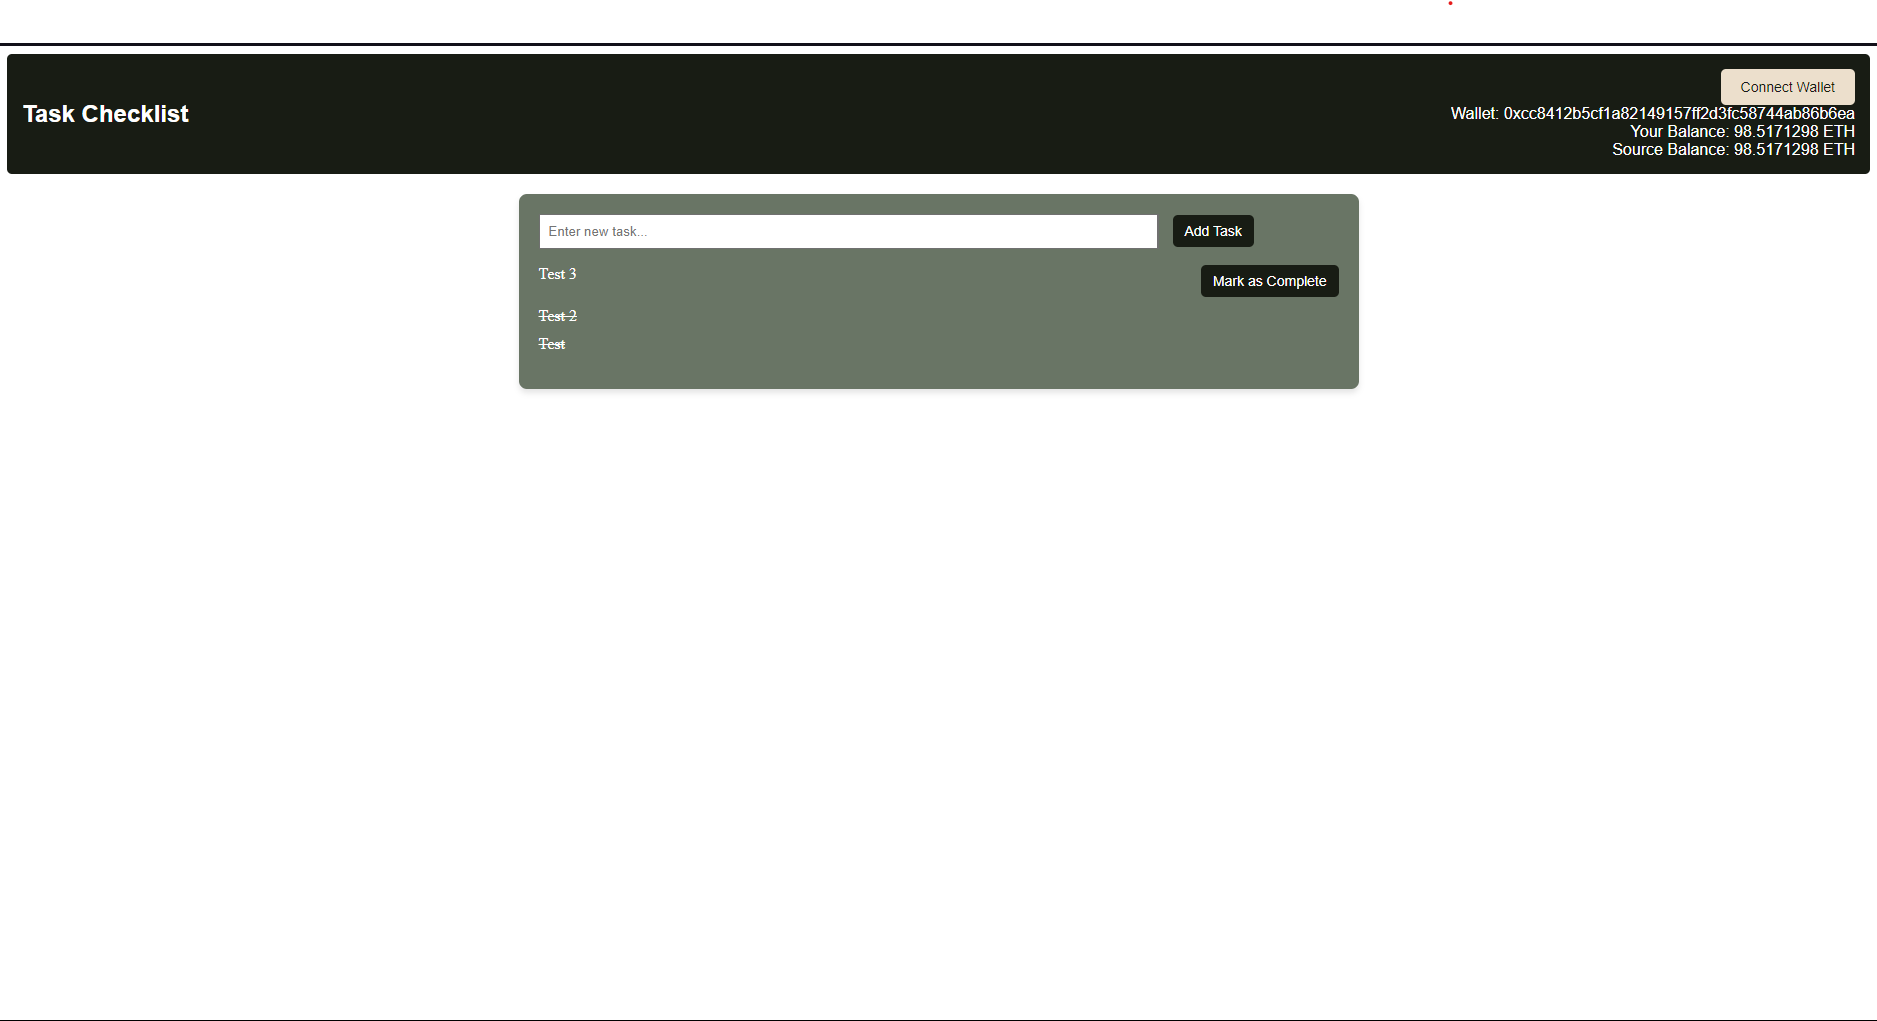 Task Checklist
Connect Wallet
Wallet: 0xcc8412b5cf1a82149157ff2d3fc58744ab86b6ea
Your Balance: 98.5171298 ETH
Source Balance: 98.5171298 ETH
Enter new task...
Add Task
Test 3
Mark as Complete
Test 2
Test